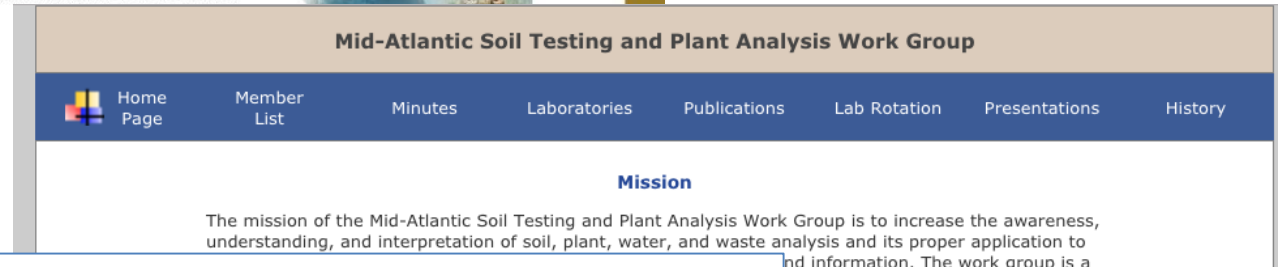 Mid-Atlantic Soil Testing and Plant Analysis Work Group
Home Page
Member List
Minutes
Laboratories
Publications
Lab Rotation
Presentations
History
Mission
The mission of the Mid-Atlantic Soil Testing and Plant Analysis Work Group is to increase the awareness,
understanding, and interpretation of soil, plant, water, and waste analysis and its proper application to
information. The work group is a